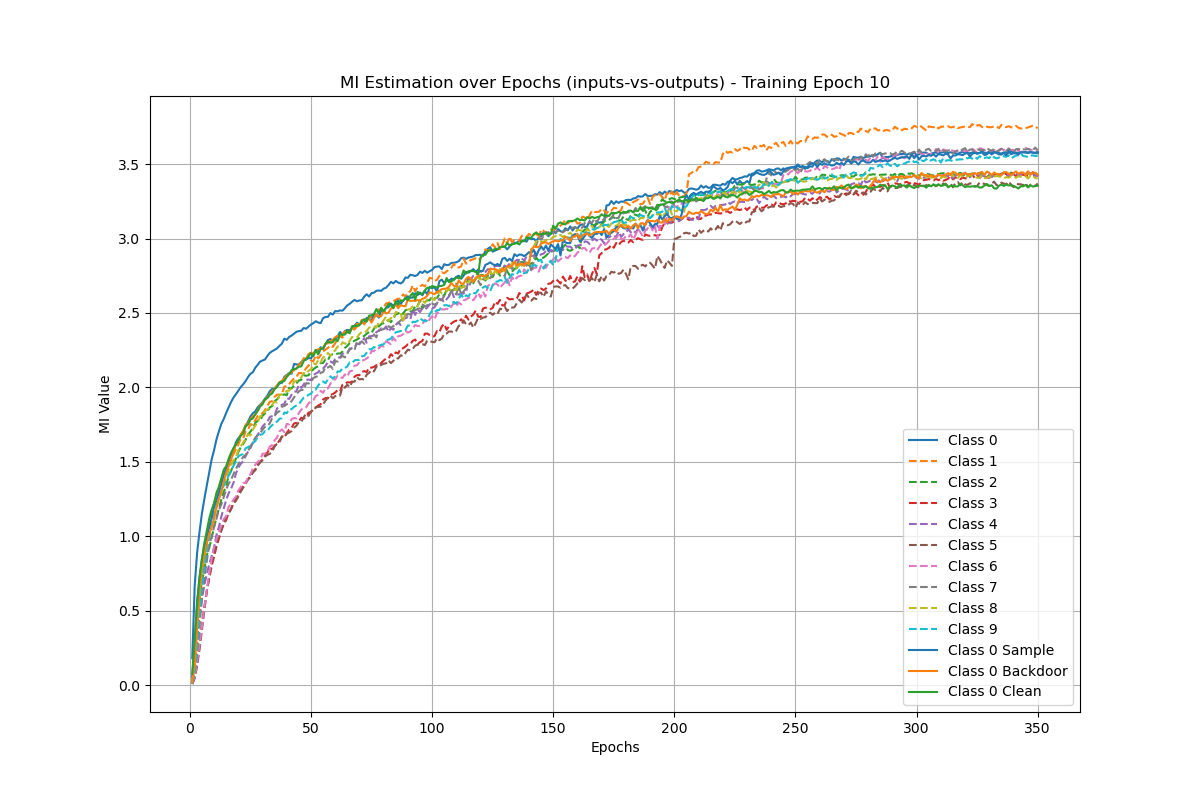 MI Estimation over Epochs (inputs-vs-outputs) - Training Epoch 10
MI Value
3.5
3.0
2.5
2.0
1.5
1.0
0.5
0.0
0
50
100
150
200
250
300
350
Epochs
Class 0
Class 1
Class 2
Class 3
Class 4
Class 5
Class 6
Class 7
Class 8
Class 9
Class 0 Sample
Class 0 Backdoor
Class 0 Clean